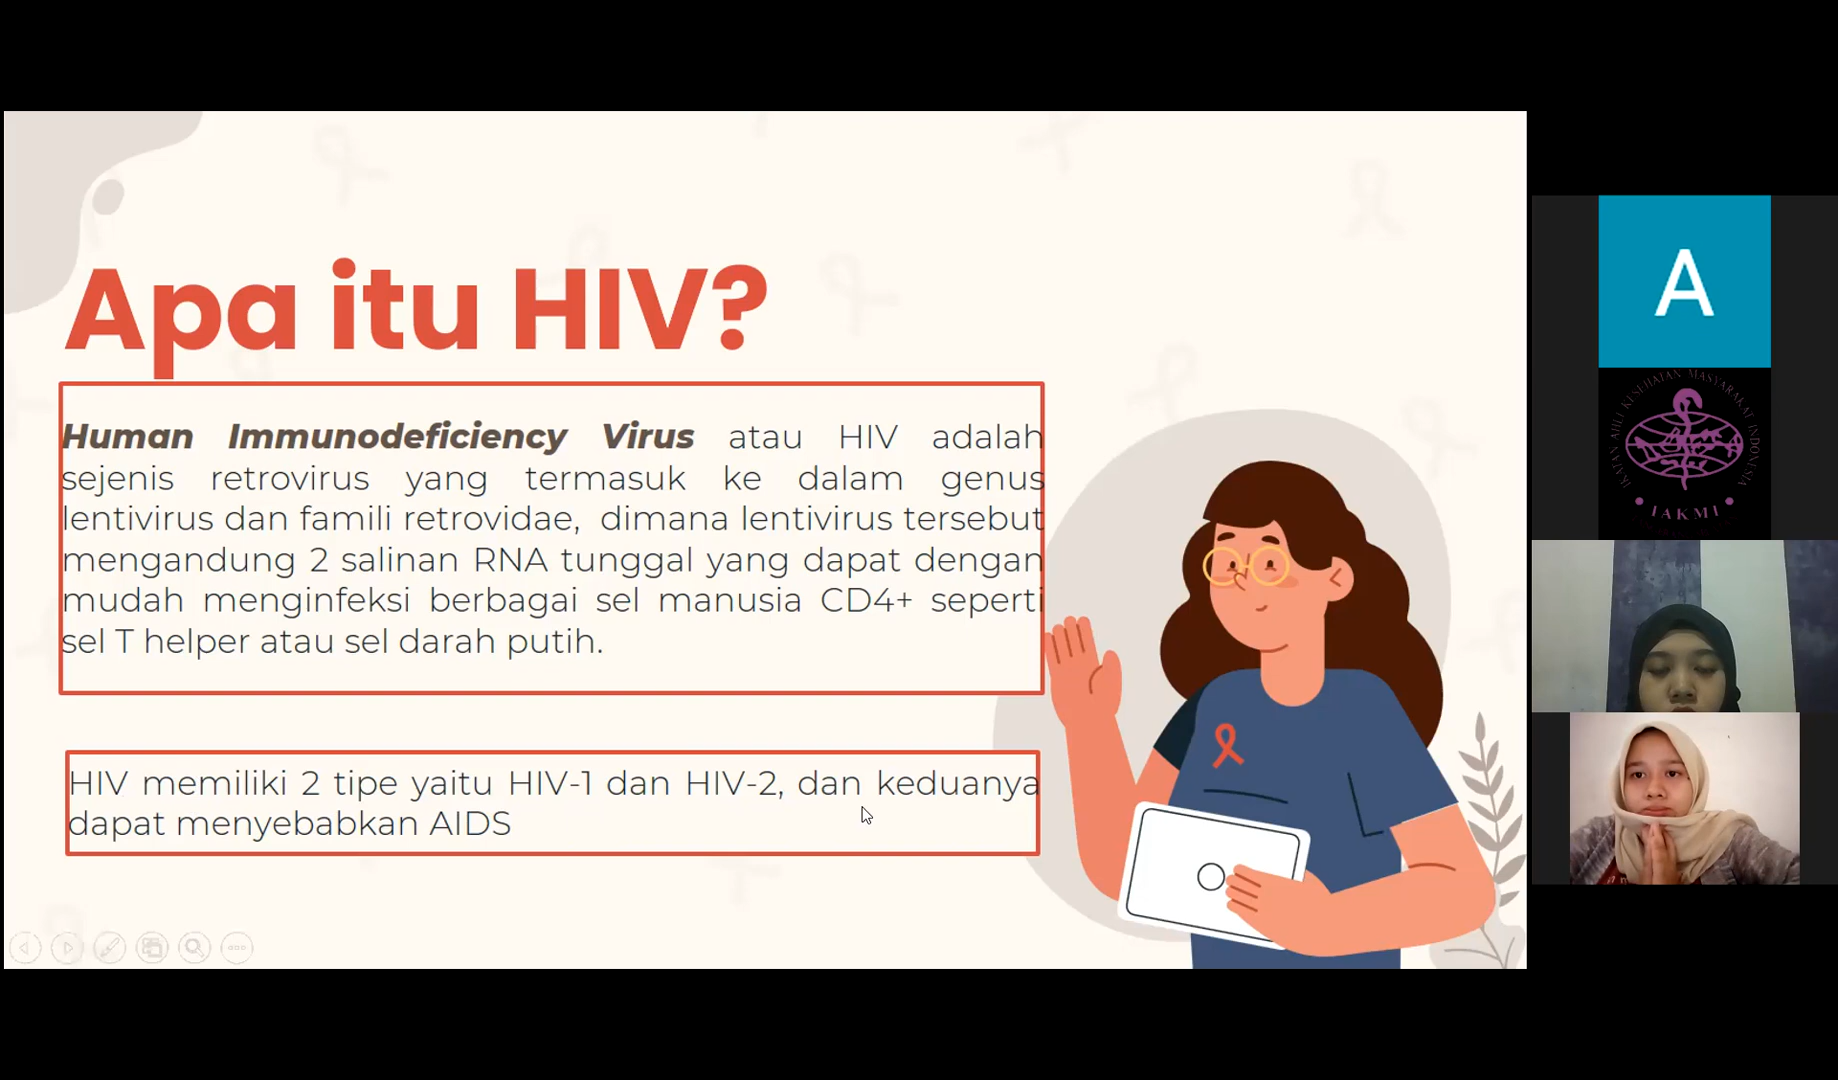 Apa itu HIV?
Human Immunodeficiency Virus atau HIV adalah
sejenis retrovirus yang termasuk ke dalam genus
lentivirus dan famili retrovidae, dimana lentivirus tersebut
mengandung 2 salinan RNA tunggal yang dapat dengan
mudah menginfeksi berbagai sel manusia CD4+ seperti
sel T helper atau sel darah putih.
HIV memiliki 2 tipe yaitu HIV-1 dan HIV-2, dan keduanya
dapat menyebabkan AIDS
A
IKATAN AHLI KESEHATAN MASYARAKAT INDONESIA
IAKMI